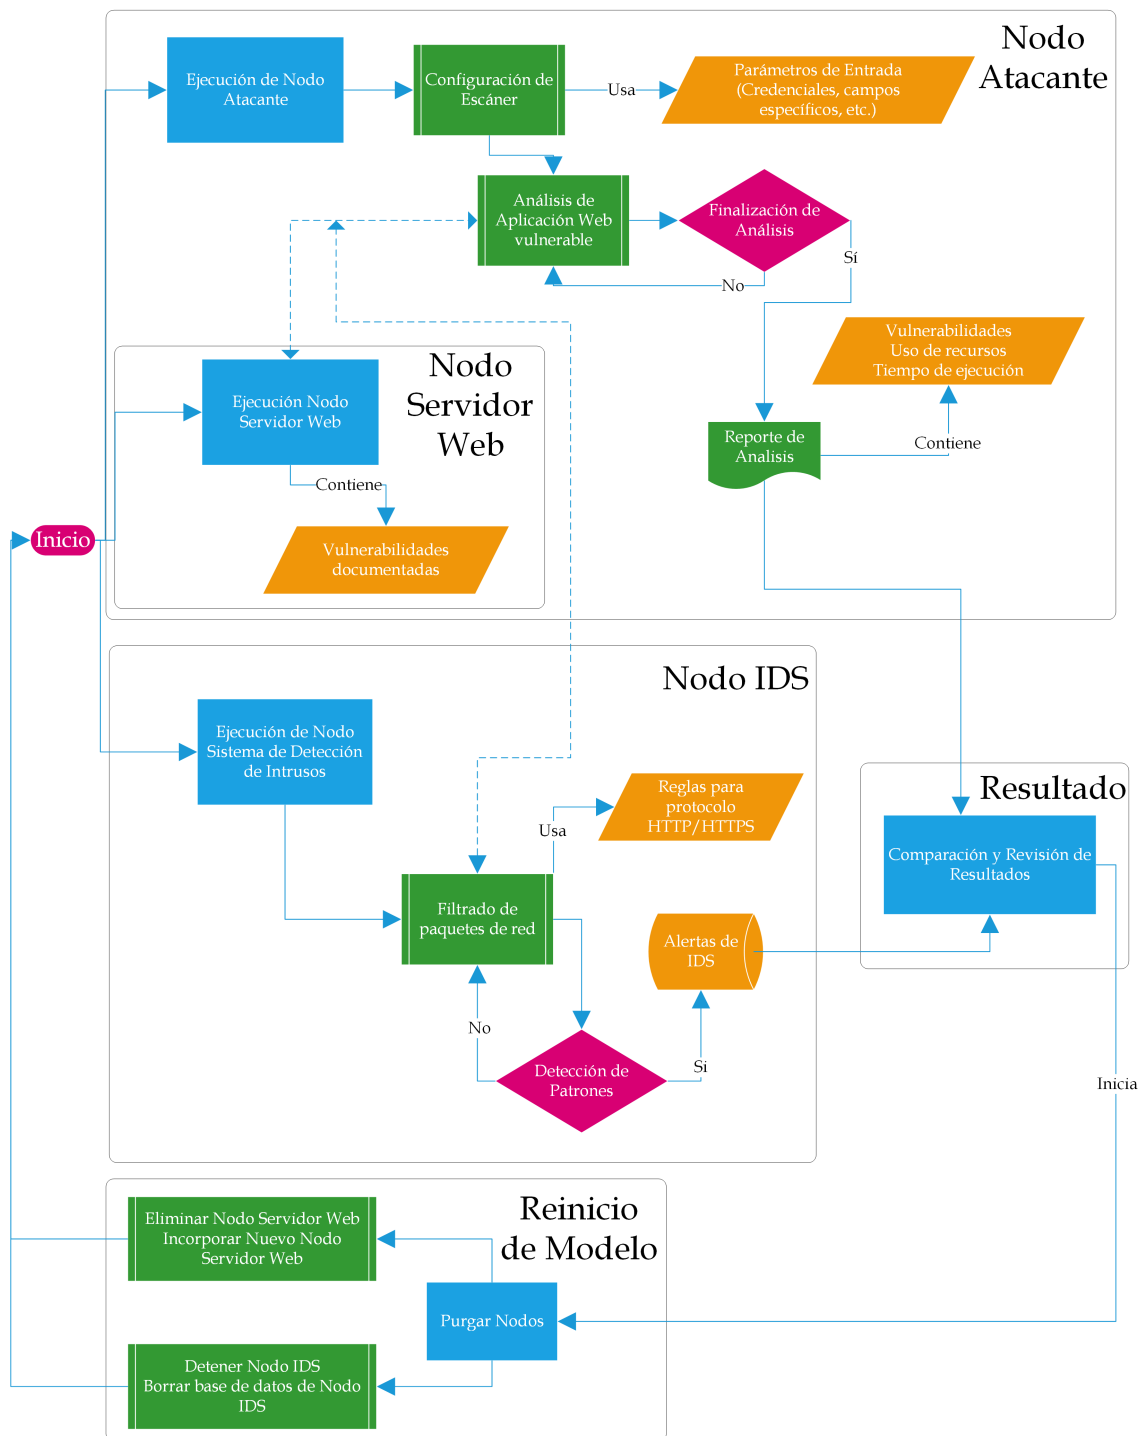 Nodo
Atacante
Ejecución de Nodo
Atacante
Configuración de
Escáner
Usa
Parámetros de Entrada
(Credenciales, campos
específicos, etc.)
Análisis de
Aplicación Web
vulnerable
Finalización de
Análisis
Sí
No
Vulnerabilidades
Uso de recursos
Tiempo de ejecución
Nodo
Servidor
Web
Ejecución Nodo
Servidor Web
Reporte de
Analisis
Contiene
Contiene
Inicio
Vulnerabilidades
documentadas
Nodo IDS
Ejecución de Nodo
Sistema de Detección
de Intrusos
Reglas para
protocolo
HTTP/HTTPS
Usa
Resultado
Comparación y Revisión de
Resultados
Filtrado de
paquetes de red
Alertas de
IDS
No
Si
Detección de
Patrones
Inicia
Reinicio
de Modelo
Eliminar Nodo Servidor Web
Incorporar Nuevo Nodo
Servidor Web
Purgar Nodos
Detener Nodo IDS
Borrar base de datos de Nodo
IDS